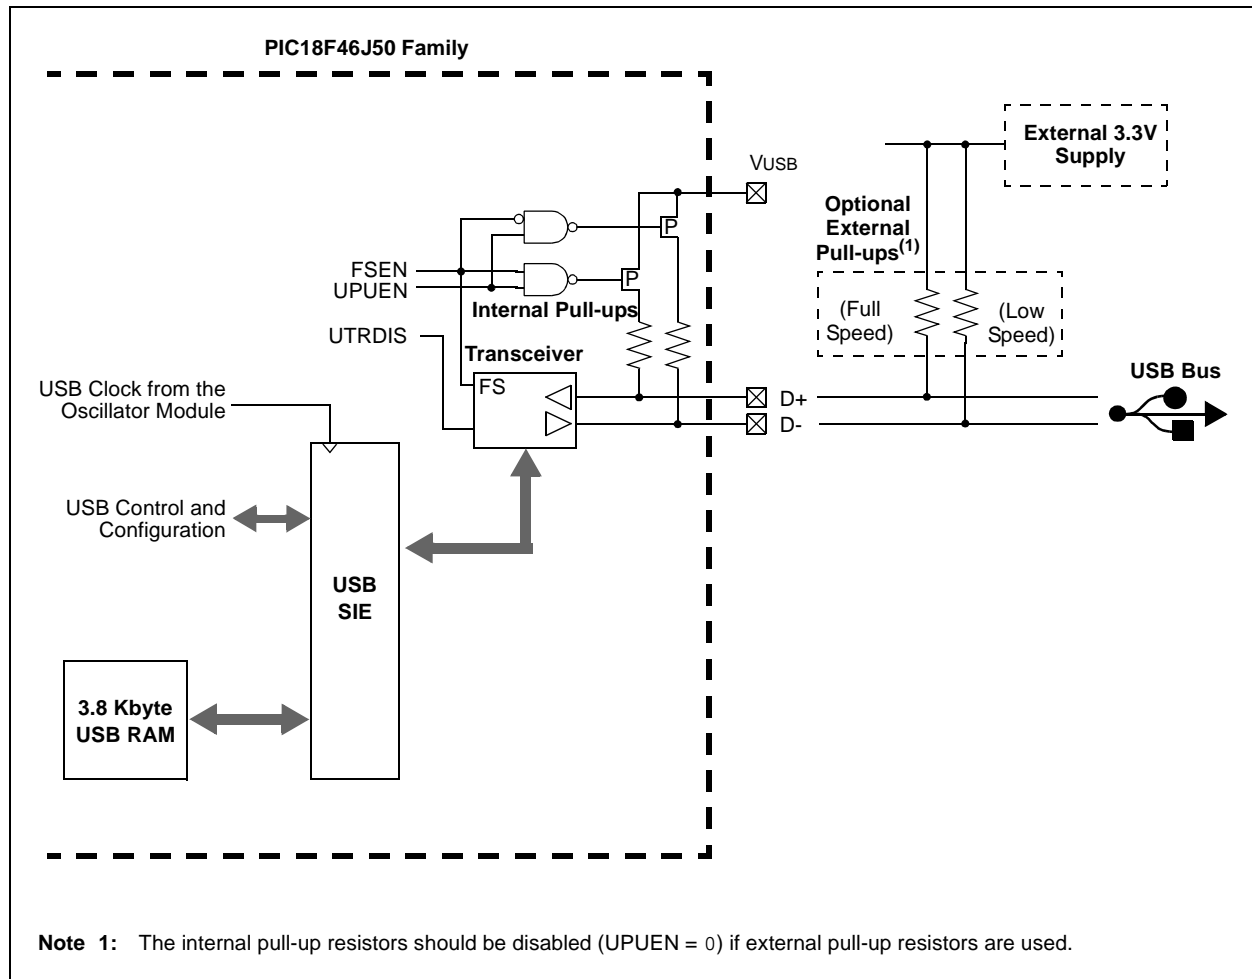 PIC18F46J50 Family
External 3.3V
Supply
VUSB
Optional
External
Pull-ups(1)
P
FSEN
P
UPUEN
Internal Pull-ups
(Full
Speed)
(Low
Speed)
UTRDIS
Transceiver
FS
USB Bus
USB Clock from the
Oscillator Module
D+
D-
USB Control and
Configuration
USB
SIE
3.8 Kbyte
USB RAM
Note 1: The internal pull-up resistors should be disabled (UPUEN = 0) if external pull-up resistors are used.